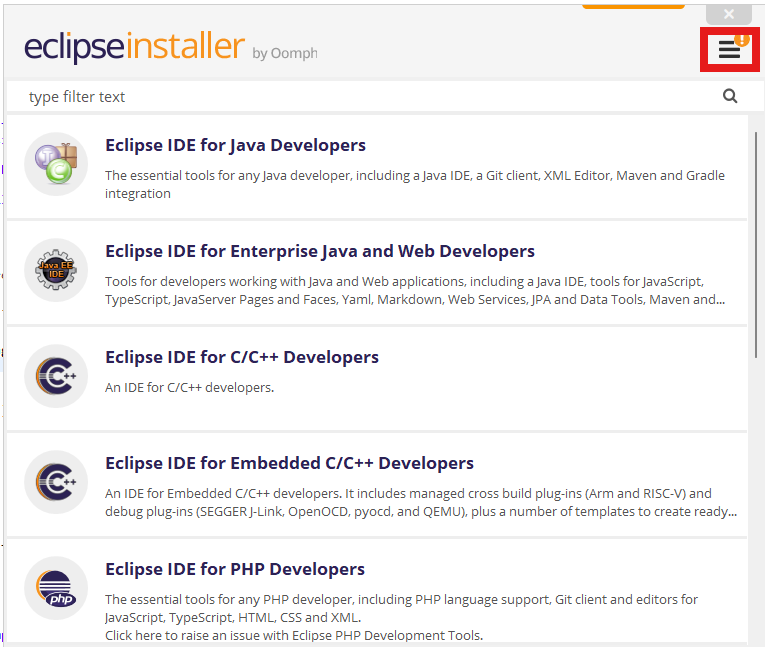 eclipseinstaller by Oomph
type filter text
Eclipse IDE for Java Developers
The essential tools for any Java developer, including a Java IDE, a Git client, XML Editor, Maven and Gradle
integration
Java EE
IDE
Eclipse IDE for Enterprise Java and Web Developers
Tools for developers working with Java and Web applications, including a Java IDE, tools for JavaScript,
TypeScript, JavaServer Pages and Faces, Yaml, Markdown, Web Services, JPA and Data Tools, Maven and...
C++
Eclipse IDE for C/C++ Developers
An IDE for C/C++ developers.
C++
Eclipse IDE for Embedded C/C++ Developers
An IDE for Embedded C/C++ developers. It includes managed cross build plug-ins (Arm and RISC-V) and
debug plug-ins (SEGGER J-Link, OpenOCD, pyocd, and QEMU), plus a number of templates to create ready...
php
Eclipse IDE for PHP Developers
The essential tools for any PHP developer, including PHP language support, Git client and editors for
JavaScript, TypeScript, HTML, CSS and XML.
Click here to raise an issue with Eclipse PHP Development Tools.